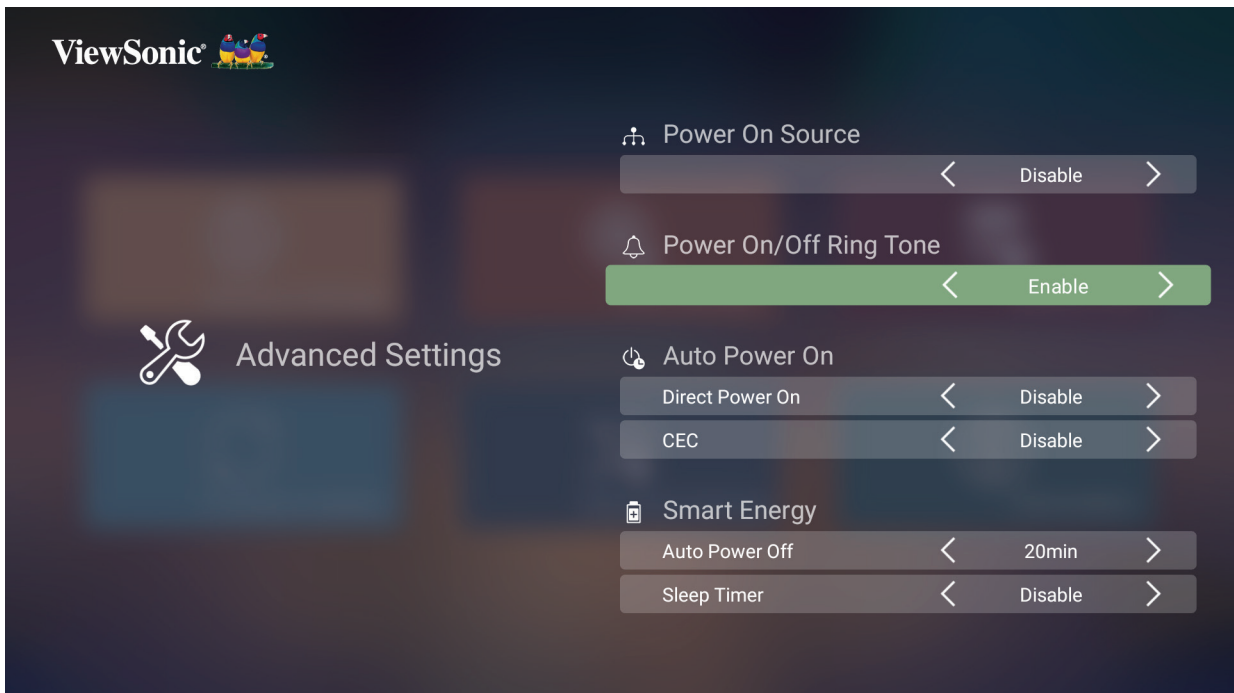 ViewSonic®
Power On Source
Disable
Power On/Off Ring Tone
Enable
Advanced Settings
Auto Power On
Direct Power On Disable
CEC Disable
Smart Energy
Auto Power Off 20min
Sleep Timer Disable